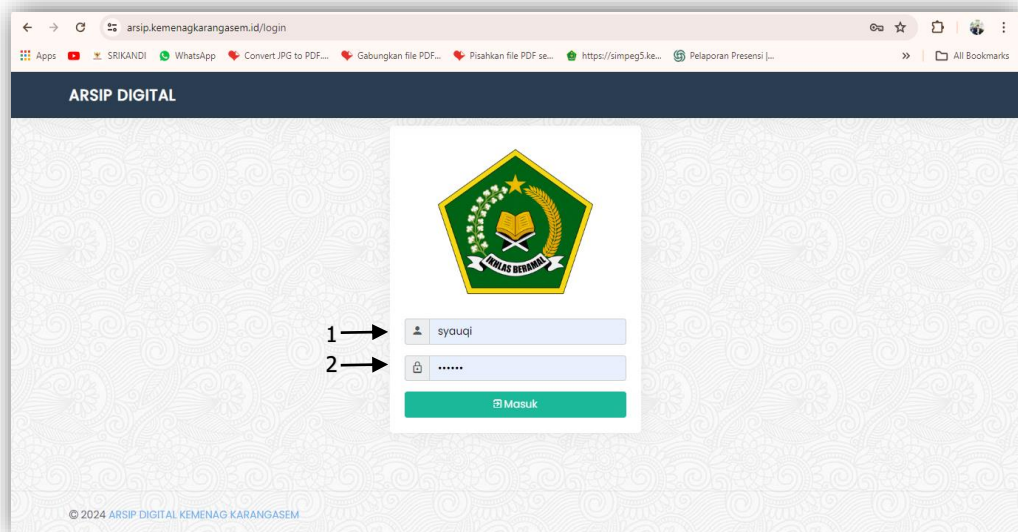 arsip.kemenagkarangasem.id/login
Apps SRIKANDI WhatsApp Convert JPG to PDF.... Gabungkan file PDF... Pisahkan file PDF se... https://simpeg5.ke... Pelaporan Presensi |... » All Bookmarks
ARSIP DIGITAL
IKHLAS BERAMAL
1 syauqi
2 ••••••
Masuk
© 2024 ARSIP DIGITAL KEMENAG KARANGASEM